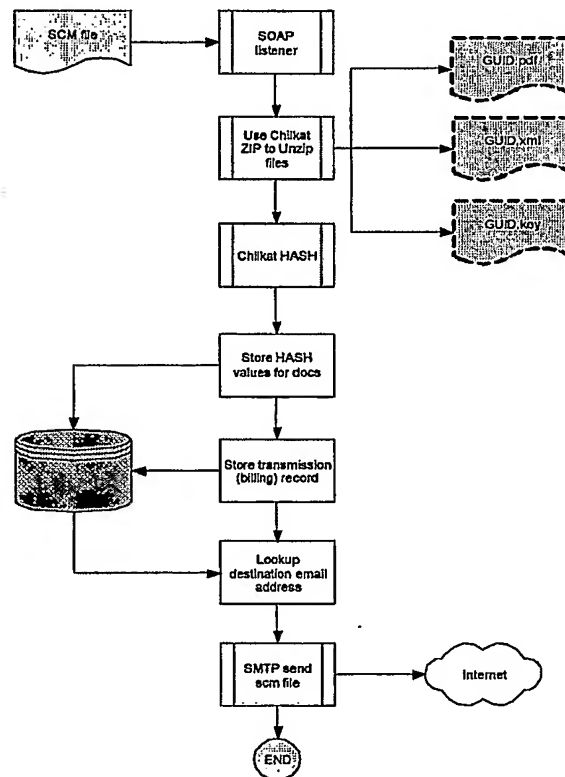 SCM file
SOAP
listener
GUID.pdf
Use Chilkat
ZIP to Unzip
files
GUID.xml
GUID.key
Chilkat HASH
Store HASH
values for docs
Store transmission
(billing) record
Lookup
destination email
address
SMTP send
scm file
Internet
END